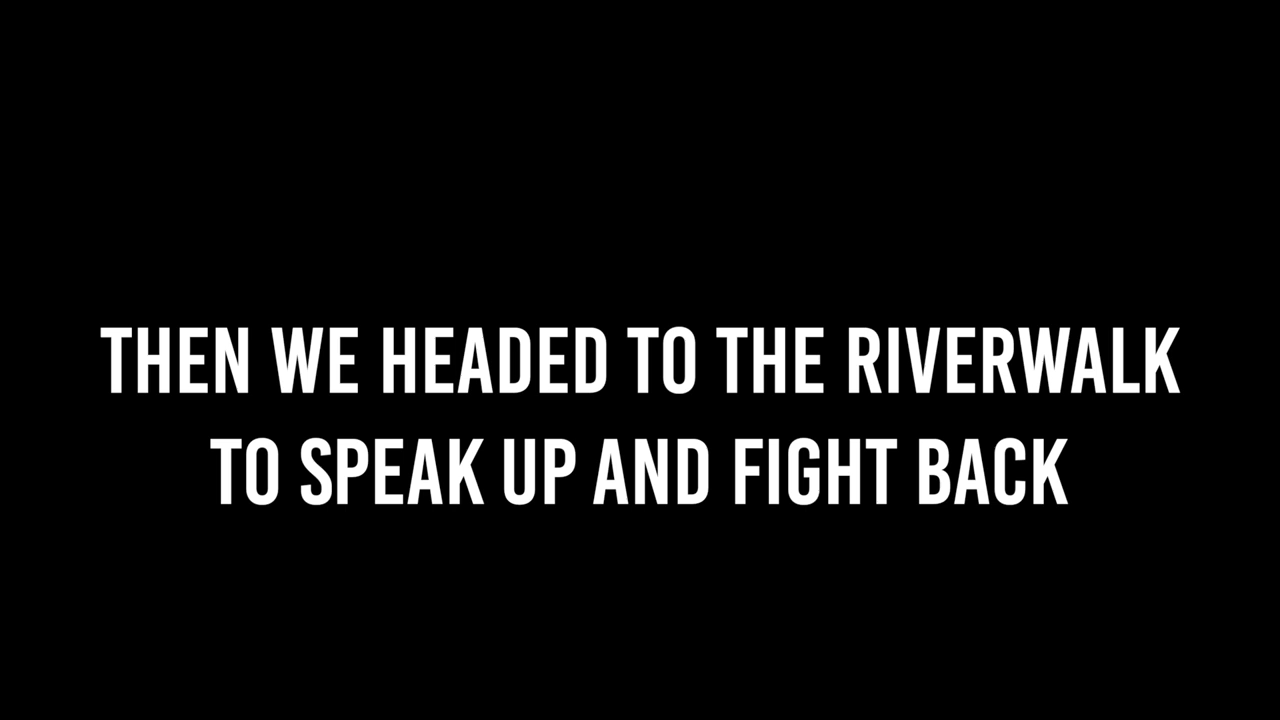 THEN WE HEADED TO THE RIVERWALK
TO SPEAK UP AND FIGHT BACK